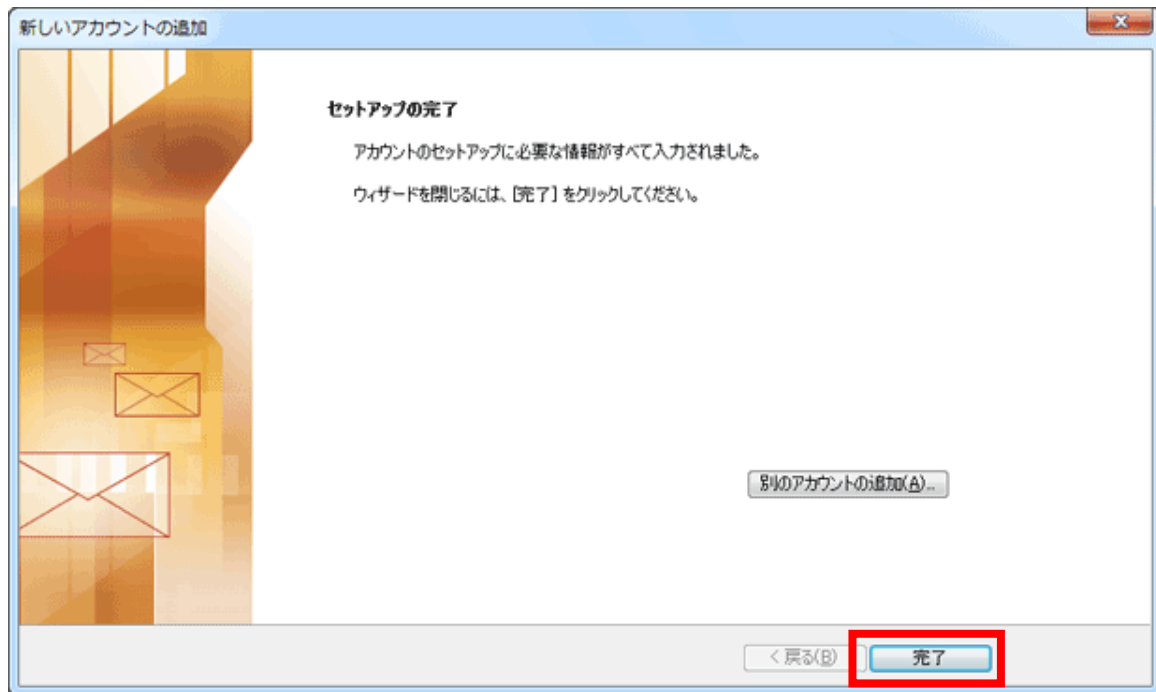 新しいアカウントの追加
セットアップの完了
アカウントのセットアップに必要な情報がすべて入力されました。
ウィザードを閉じるには、[完了] をクリックしてください。
別のアカウントの追加(A)...
< 戻る(B)
完了